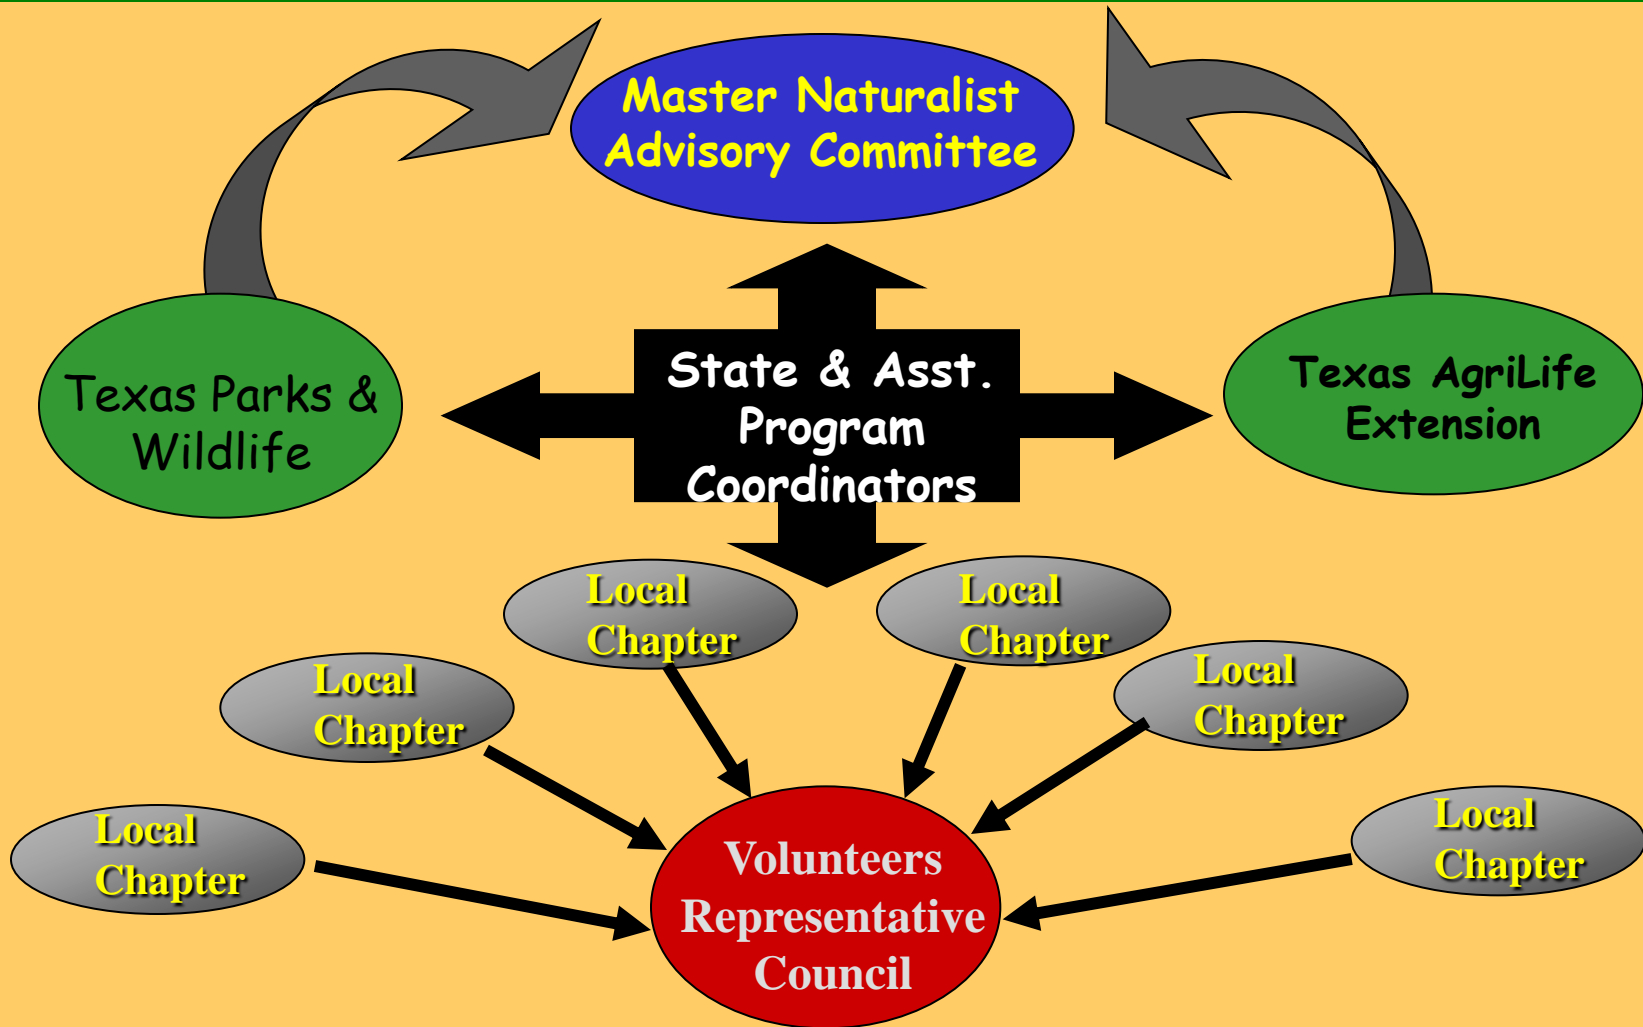 Master Naturalist
Advisory Committee
Texas Parks &
Wildlife
State & Asst.
Program
Coordinators
Texas AgriLife
Extension
Local
Chapter
Local
Chapter
Local
Chapter
Local
Chapter
Local
Chapter
Local
Chapter
Volunteers
Representative
Council